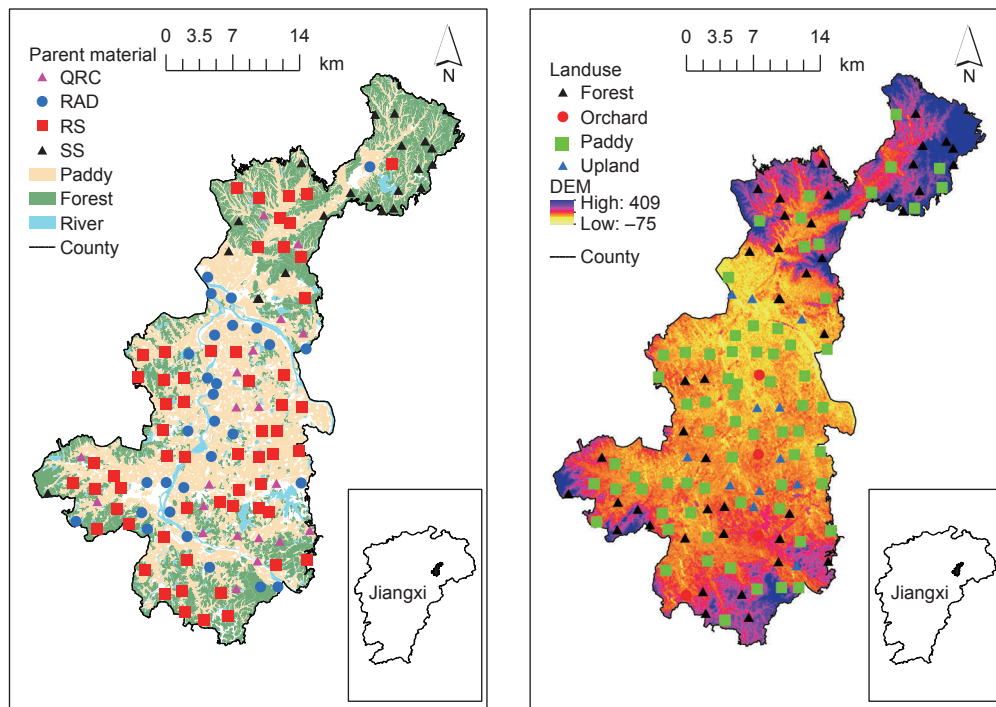 0 3.5 7 14
km
N
Parent material
QRC
RAD
RS
SS
Paddy
Forest
River
County
Jiangxi
0 3.5 7 14
km
N
Landuse
Forest
Orchard
Paddy
Upland
DEM
High: 409
Low: –75
County
Jiangxi